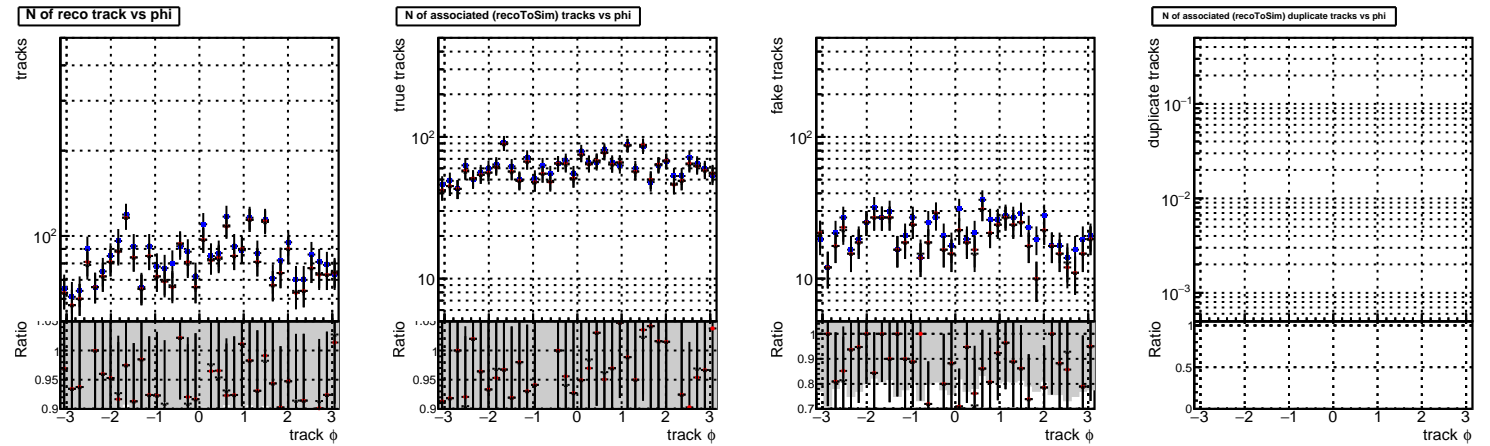 N of reco track vs phi
tracks
10²
Ratio
1.05
1
0.95
0.9
−3 −2 −1 0 1 2 3
track ϕ
N of associated (recoToSim) tracks vs phi
true tracks
10²
10
Ratio
1.05
1
0.95
0.9
−3 −2 −1 0 1 2 3
track ϕ
fake tracks
10²
10
Ratio
1
0.9
0.8
0.7
−3 −2 −1 0 1 2 3
track ϕ
N of associated (recoToSim) duplicate tracks vs phi
duplicate tracks
10⁻¹
10⁻²
10⁻³
Ratio
1
0.5
0
−3 −2 −1 0 1 2 3
track ϕ